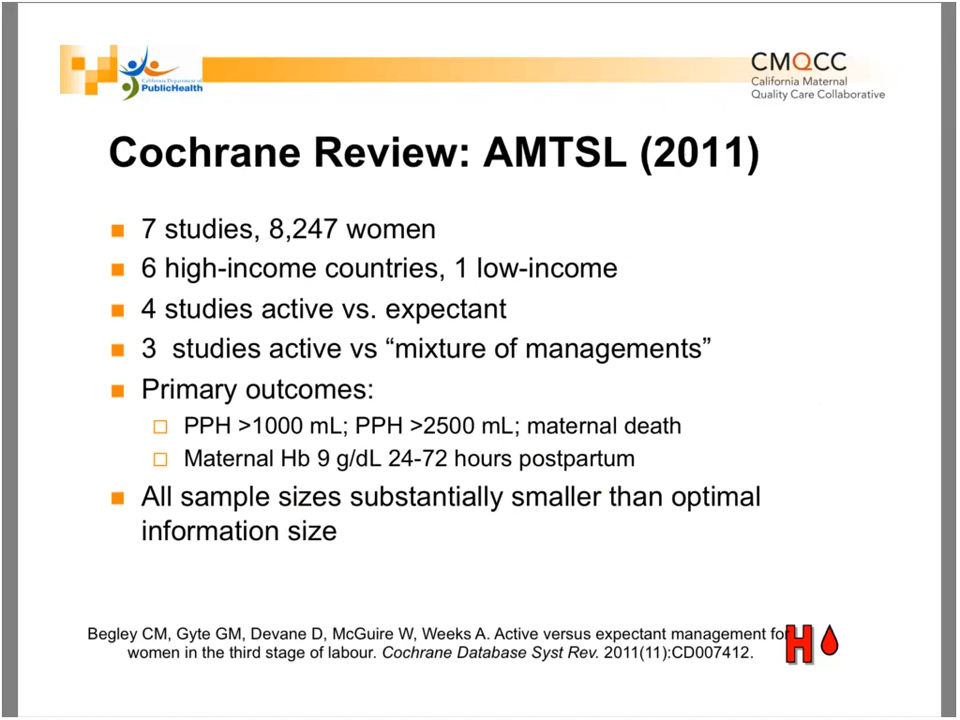 California Department of
PublicHealth
CMQCC
California Maternal
Quality Care Collaborative
Cochrane Review: AMTSL (2011)
7 studies, 8,247 women
6 high-income countries, 1 low-income
4 studies active vs. expectant
3  studies active vs “mixture of managements”
Primary outcomes:
PPH >1000 mL; PPH >2500 mL; maternal death
Maternal Hb 9 g/dL 24-72 hours postpartum
All sample sizes substantially smaller than optimal
information size
Begley CM, Gyte GM, Devane D, McGuire W, Weeks A. Active versus expectant management for
women in the third stage of labour. Cochrane Database Syst Rev. 2011(11):CD007412.
H